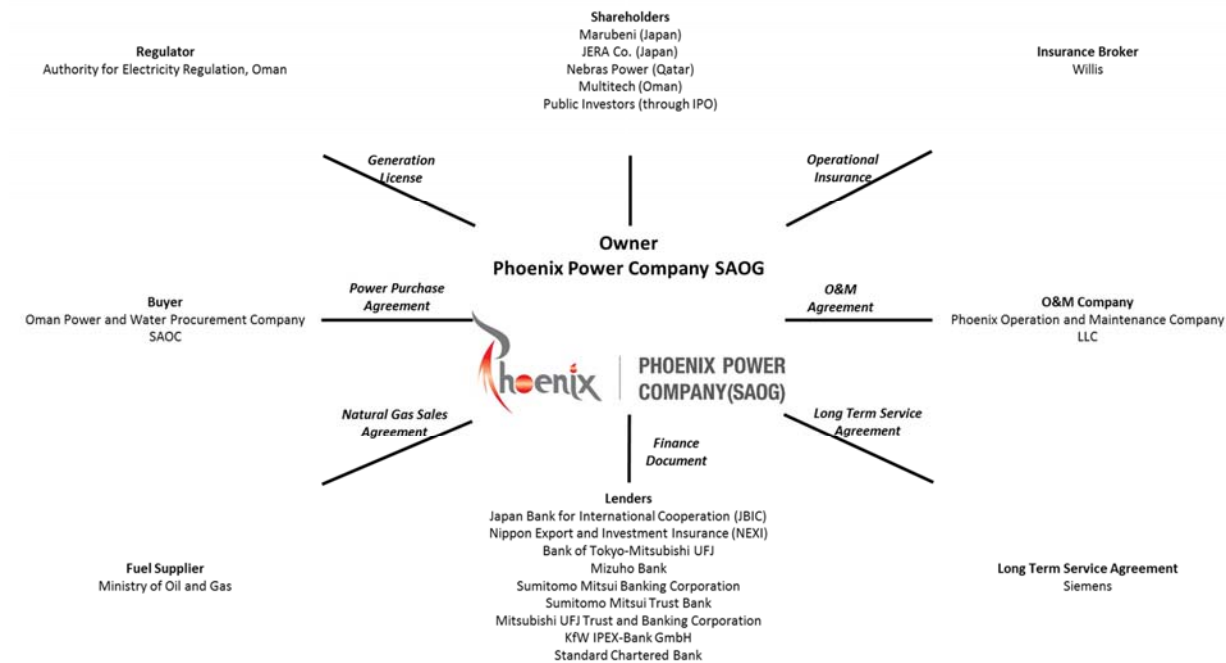 Shareholders
Marubeni (Japan)
JERA Co. (Japan)
Nebras Power (Qatar)
Multitech (Oman)
Public Investors (through IPO)
Regulator
Authority for Electricity Regulation, Oman
Insurance Broker
Willis
Generation
License
Operational
Insurance
Owner
Phoenix Power Company SAOG
Power Purchase
Agreement
O&M
Agreement
Buyer
Oman Power and Water Procurement Company
SAOC
O&M Company
Phoenix Operation and Maintenance Company
LLC
Phoenix
PHOENIX POWER
COMPANY(SAOG)
Natural Gas Sales
Agreement
Finance
Document
Long Term Service
Agreement
Fuel Supplier
Ministry of Oil and Gas
Lenders
Japan Bank for International Cooperation (JBIC)
Nippon Export and Investment Insurance (NEXI)
Bank of Tokyo-Mitsubishi UFJ
Mizuho Bank
Sumitomo Mitsui Banking Corporation
Sumitomo Mitsui Trust Bank
Mitsubishi UFJ Trust and Banking Corporation
KfW IPEX-Bank GmbH
Standard Chartered Bank
Long Term Service Agreement
Siemens